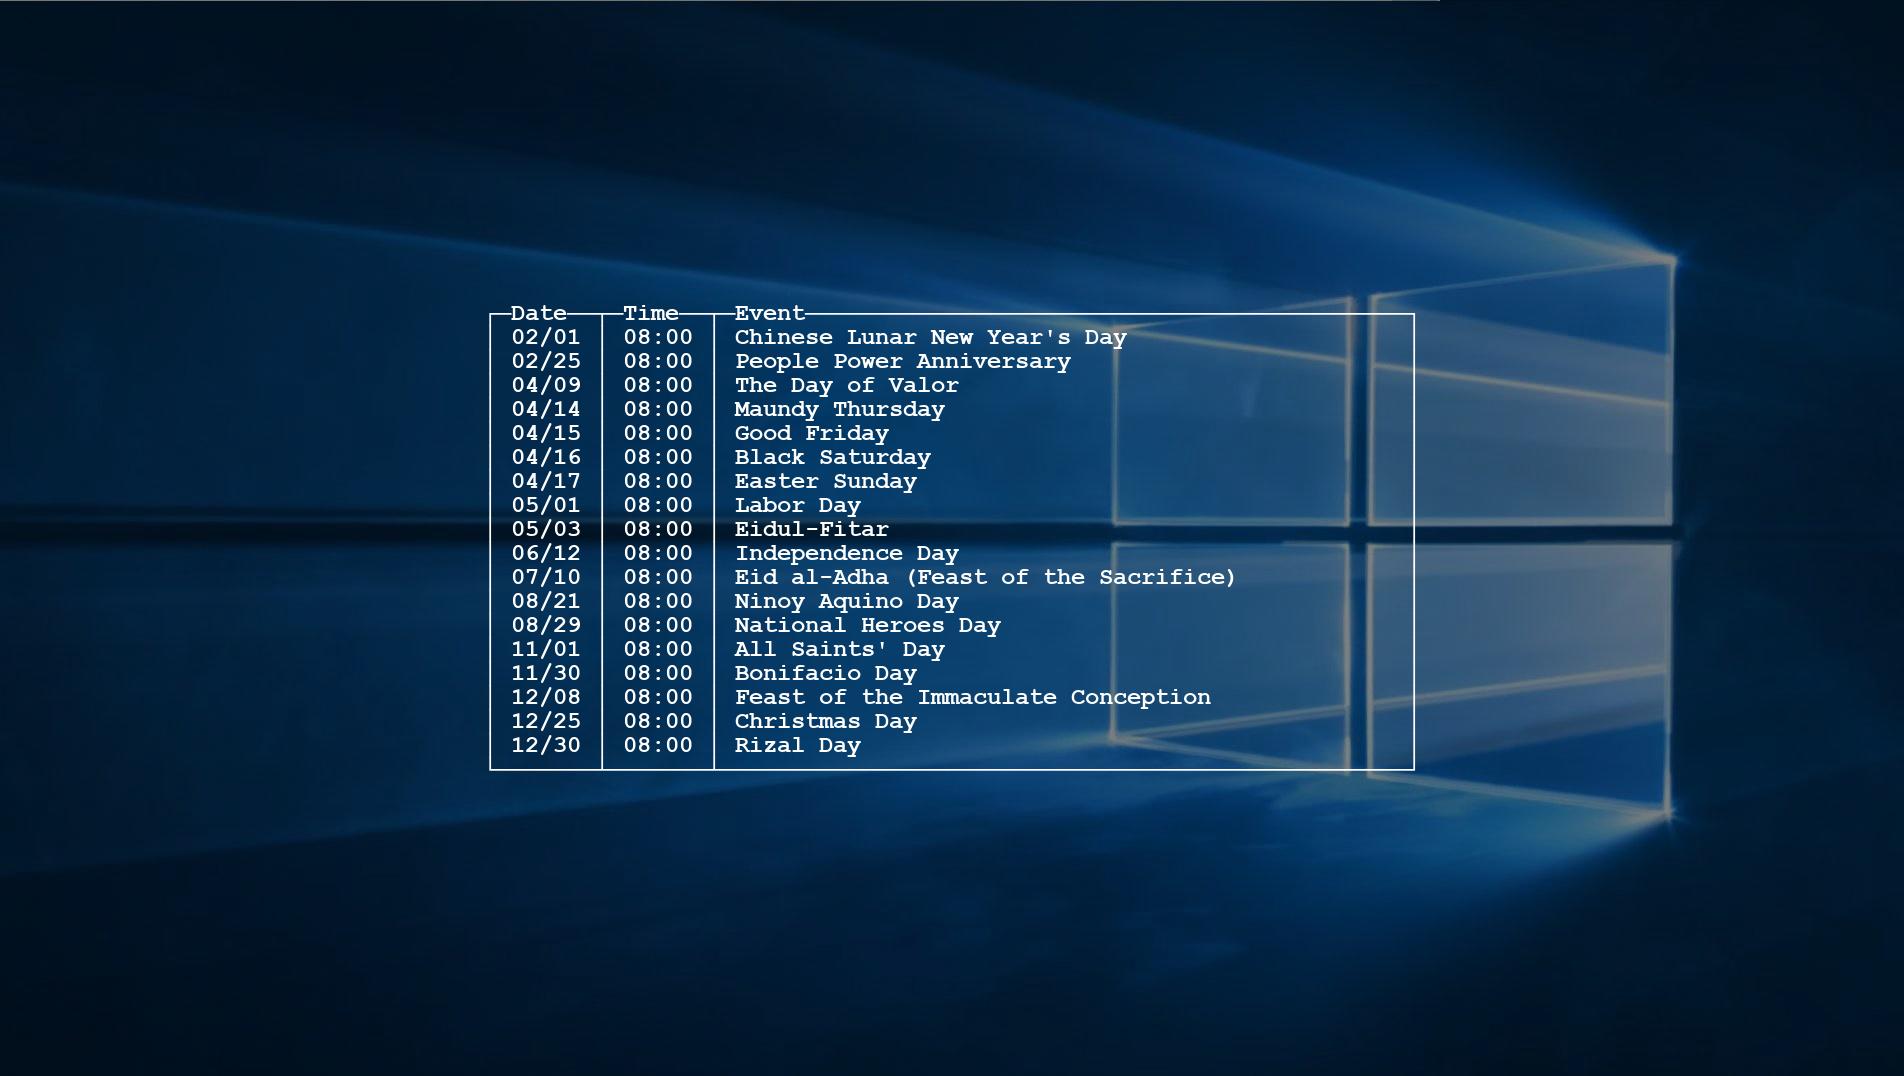 Date Time Event
02/01 08:00 Chinese Lunar New Year's Day
02/25 08:00 People Power Anniversary
04/09 08:00 The Day of Valor
04/14 08:00 Maundy Thursday
04/15 08:00 Good Friday
04/16 08:00 Black Saturday
04/17 08:00 Easter Sunday
05/01 08:00 Labor Day
05/03 08:00 Eidul-Fitar
06/12 08:00 Independence Day
07/10 08:00 Eid al-Adha (Feast of the Sacrifice)
08/21 08:00 Ninoy Aquino Day
08/29 08:00 National Heroes Day
11/01 08:00 All Saints' Day
11/30 08:00 Bonifacio Day
12/08 08:00 Feast of the Immaculate Conception
12/25 08:00 Christmas Day
12/30 08:00 Rizal Day